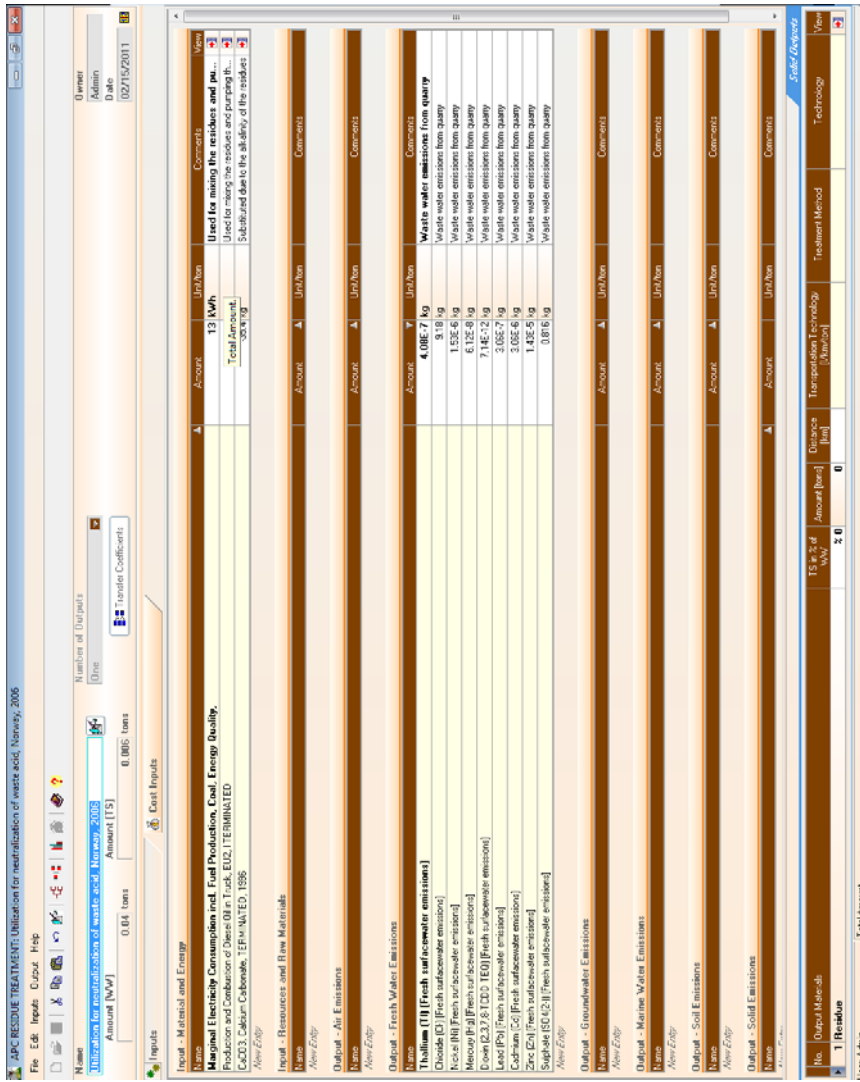 APC RESIDUE TREATMENT: Utilization for neutralization of waste acid, Norway, 2006
File Edit Inputs Output Help
Name
Number of Outputs
Owner
Utilization for neutralization of waste acid, Norway, 2006
One
Admin
Amount [WW]
Amount [TS]
Date
0.04 tons
0.006 tons
Transfer Coefficients
02/15/2011
Inputs
Cost Inputs
Input - Material and Energy
Name Amount Unit/ton Comments View
Marginal Electricity Consumption incl. Fuel Production, Coal, Energy Quality, 13 kWh Used for mixing the residues and pu...
Production and Combustion of Diesel Oil in Truck, EU2, l TERMINATED Used for mixing the residues and pumping th...
Total Amount.
CaCO3, Calcium Carbonate, TERMINATED, 1996 kg Substituted due to the alkalinity of the residues
New Entry
Input - Resources and Raw Materials
Name Amount Unit/ton Comments
New Entry
Output - Air Emissions
Name Amount Unit/ton Comments
New Entry
Output - Fresh Water Emissions
Name Amount Unit/ton Comments
Thallium (Tl) [Fresh surfacewater emissions] 4.08E-7 kg Waste water emissions from quarry
Chloride (Cl-) [Fresh surfacewater emissions] 9.18 kg Waste water emissions from quarry
Nickel (Ni) [Fresh surfacewater emissions] 1.53E-6 kg Waste water emissions from quarry
Mercury (Hg) [Fresh surfacewater emissions] 6.12E-8 kg Waste water emissions from quarry
Dioxin (2,3,7,8-TCDD TEQ) [Fresh surfacewater emissions] 7.14E-12 kg Waste water emissions from quarry
Lead (Pb) [Fresh surfacewater emissions] 3.06E-7 kg Waste water emissions from quarry
Cadmium (Cd) [Fresh surfacewater emissions] 3.06E-6 kg Waste water emissions from quarry
Zinc (Zn) [Fresh surfacewater emissions] 1.43E-5 kg Waste water emissions from quarry
Sulphate (SO4(2-)) [Fresh surfacewater emissions] 0.816 kg Waste water emissions from quarry
New Entry
Output - Groundwater Emissions
Name Amount Unit/ton Comments
New Entry
Output - Marine Water Emissions
Name Amount Unit/ton Comments
New Entry
Output - Soil Emissions
Name Amount Unit/ton Comments
New Entry
Output - Solid Emissions
Name Amount Unit/ton Comments
Solid Outputs
No. Output Materials TS in % of WW Amount [tons] Distance [km] Transportation Technology [l/km/ton] Treatment Method Technology View
1 Residue % 0 0